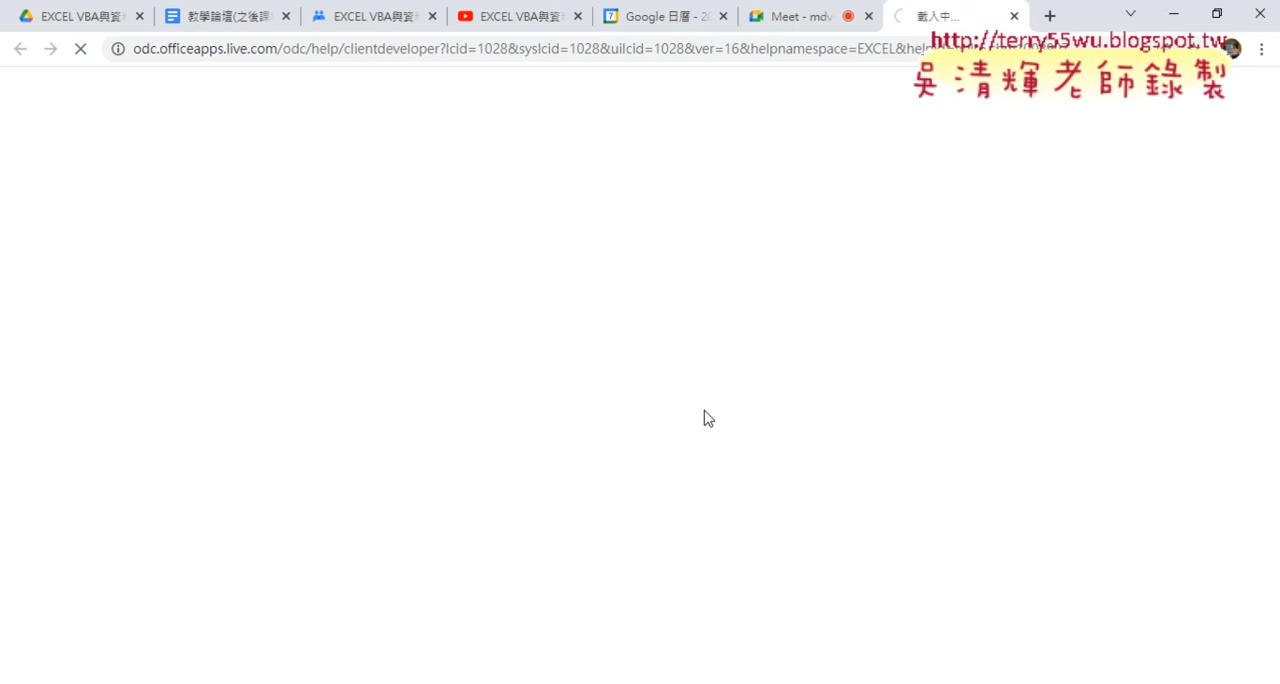 EXCEL VBA與資
教學論壇(之後課
EXCEL VBA與資
EXCEL VBA與資
7
Google 日曆 - 20
Meet - mdv
載入中...
odc.officeapps.live.com/odc/help/clientdeveloper?lcid=1028&syslcid=1028&uilcid=1028&ver=16&helpnamespace=EXCEL&help
http://terry55wu.blogspot.tw
吳清輝老師錄製